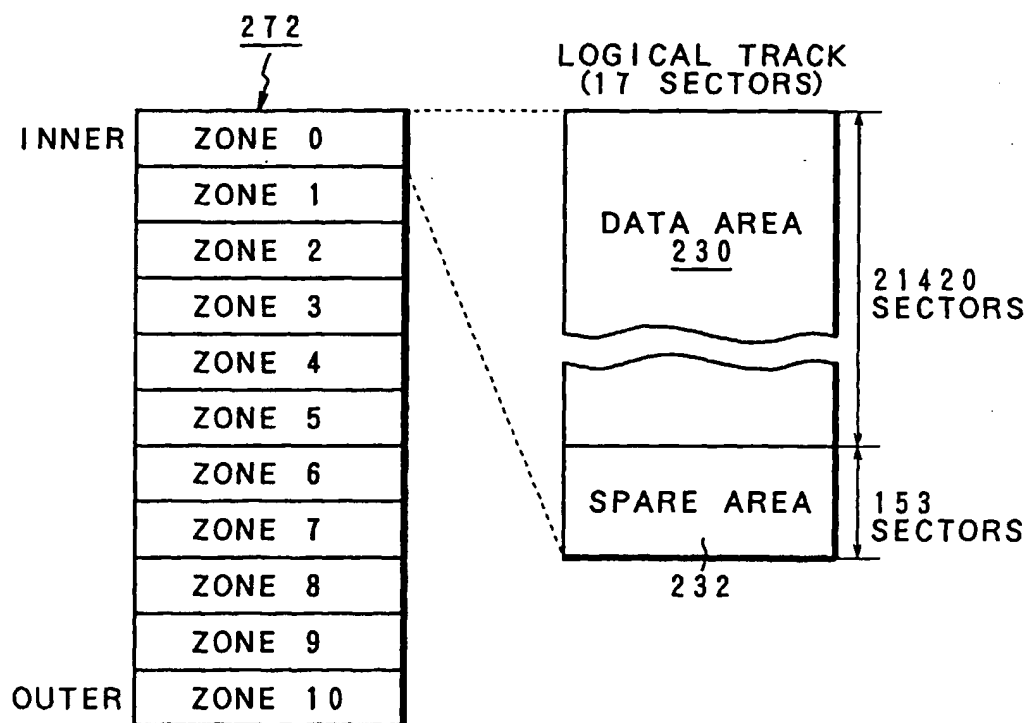 272
LOGICAL TRACK
(17 SECTORS)
INNER
ZONE 0
ZONE 1
ZONE 2
ZONE 3
ZONE 4
ZONE 5
ZONE 6
ZONE 7
ZONE 8
ZONE 9
OUTER
ZONE 10
DATA AREA
230
21420
SECTORS
SPARE AREA
153
SECTORS
232